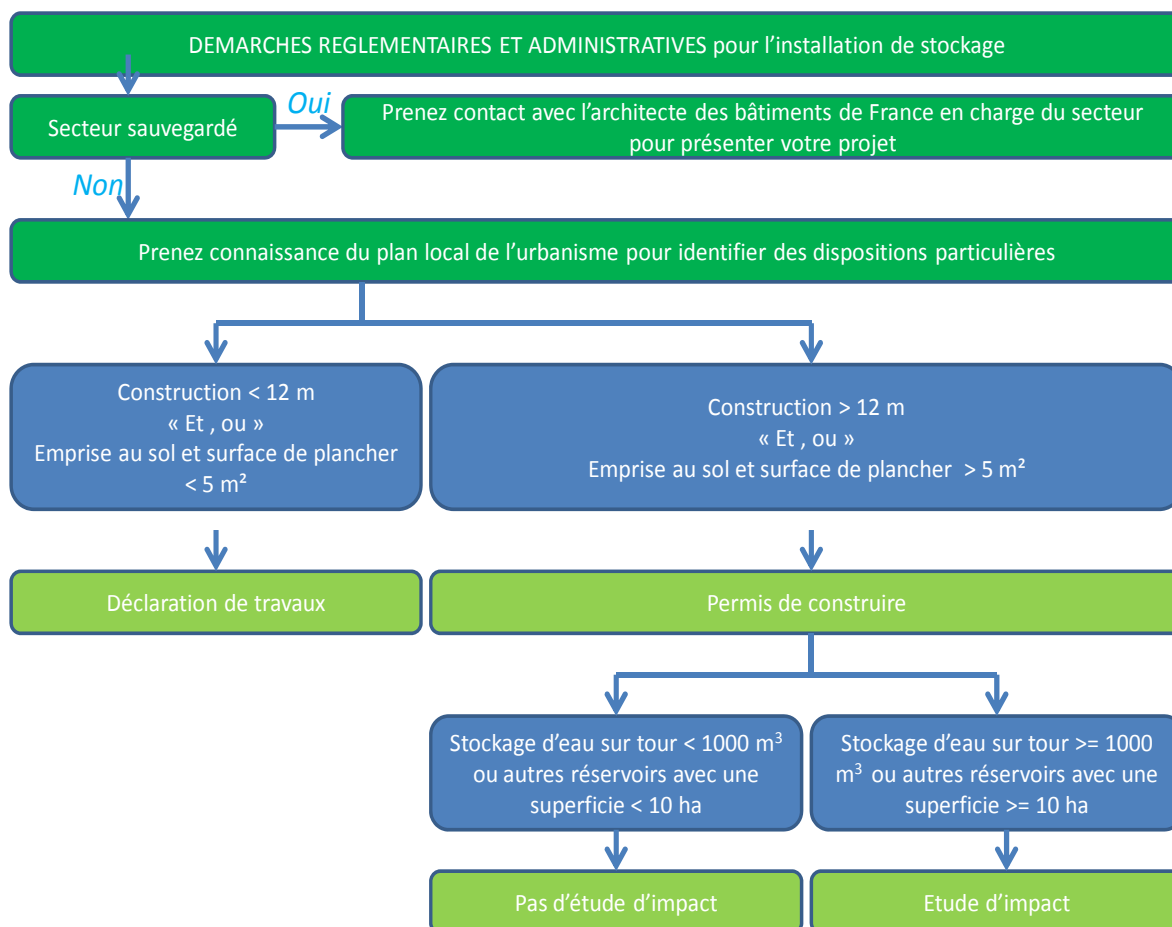 DEMARCHES REGLEMENTAIRES ET ADMINISTRATIVES pour l'installation de stockage
Secteur sauvegardé
Oui
Prenez contact avec l'architecte des bâtiments de France en charge du secteur
pour présenter votre projet
Non
Prenez connaissance du plan local de l'urbanisme pour identifier des dispositions particulières
Construction < 12 m
« Et , ou »
Emprise au sol et surface de plancher
< 5 m²
Construction > 12 m
« Et , ou »
Emprise au sol et surface de plancher > 5 m²
Déclaration de travaux
Permis de construire
Stockage d'eau sur tour < 1000 m³
ou autres réservoirs avec une
superficie < 10 ha
Stockage d'eau sur tour >= 1000
m³ ou autres réservoirs avec une
superficie >= 10 ha
Pas d'étude d'impact
Etude d'impact